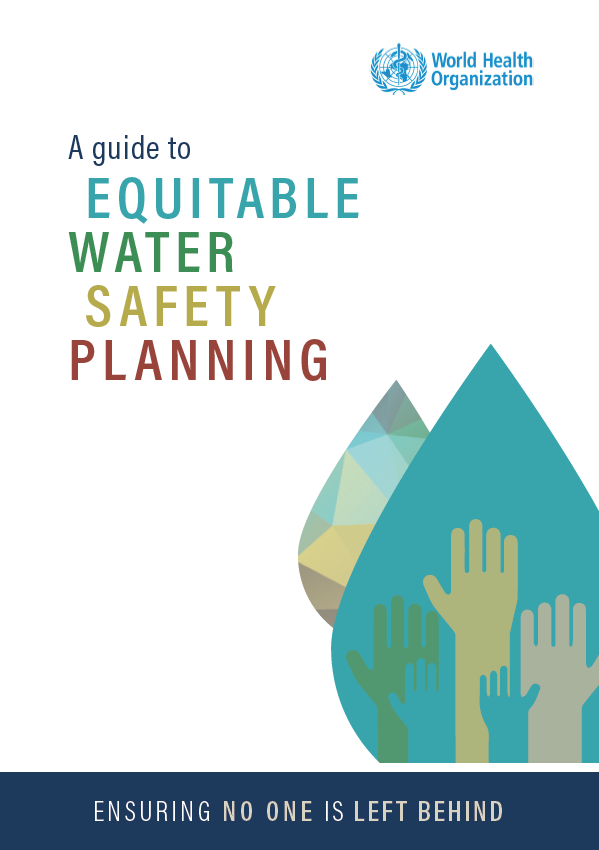 World Health
Organization
A guide to
EQUITABLE
WATER
SAFETY
PLANNING
ENSURING NO ONE IS LEFT BEHIND